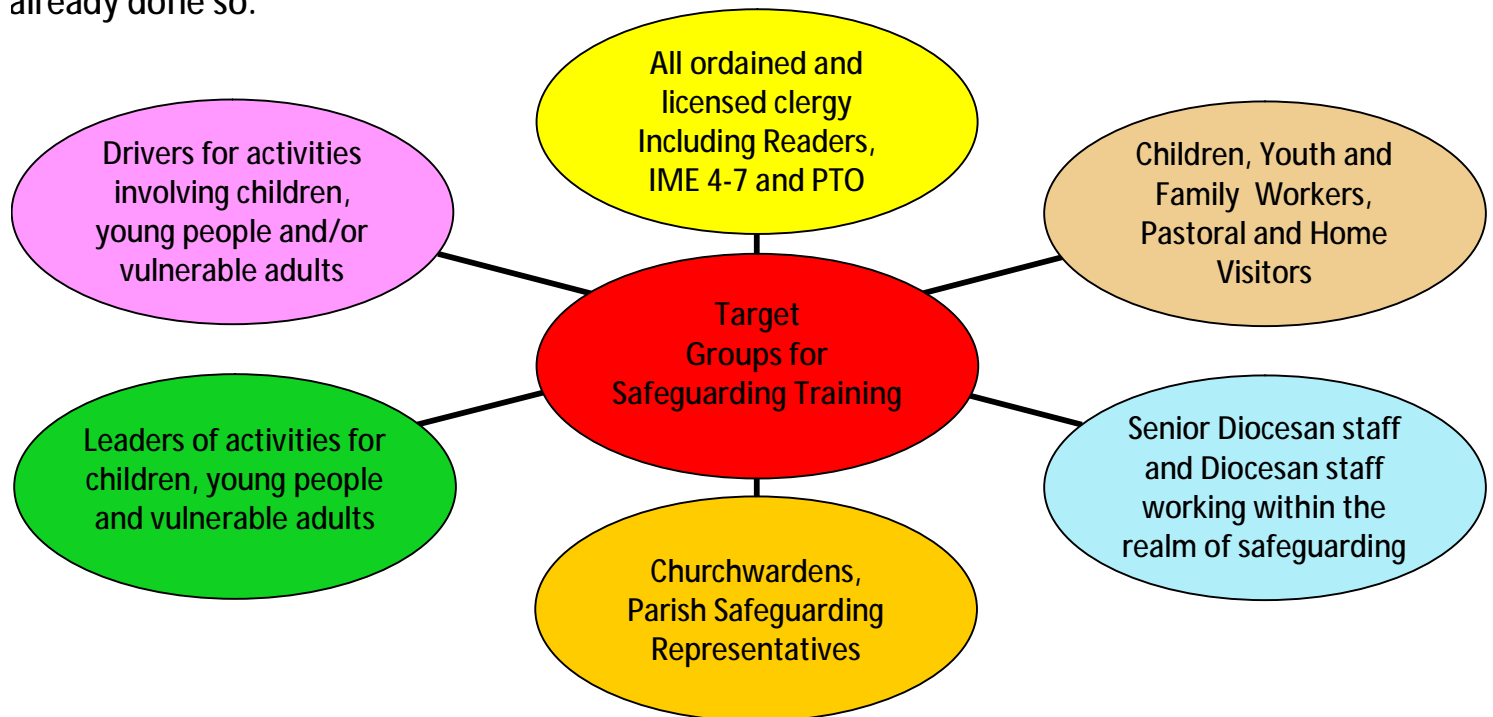 already done so.
All ordained and
licensed clergy
Including Readers,
IME 4-7 and PTO
Drivers for activities
involving children,
young people and/or
vulnerable adults
Children, Youth and
Family Workers,
Pastoral and Home
Visitors
Target
Groups for
Safeguarding Training
Leaders of activities for
children, young people
and vulnerable adults
Senior Diocesan staff
and Diocesan staff
working within the
realm of safeguarding
Churchwardens,
Parish Safeguarding
Representatives